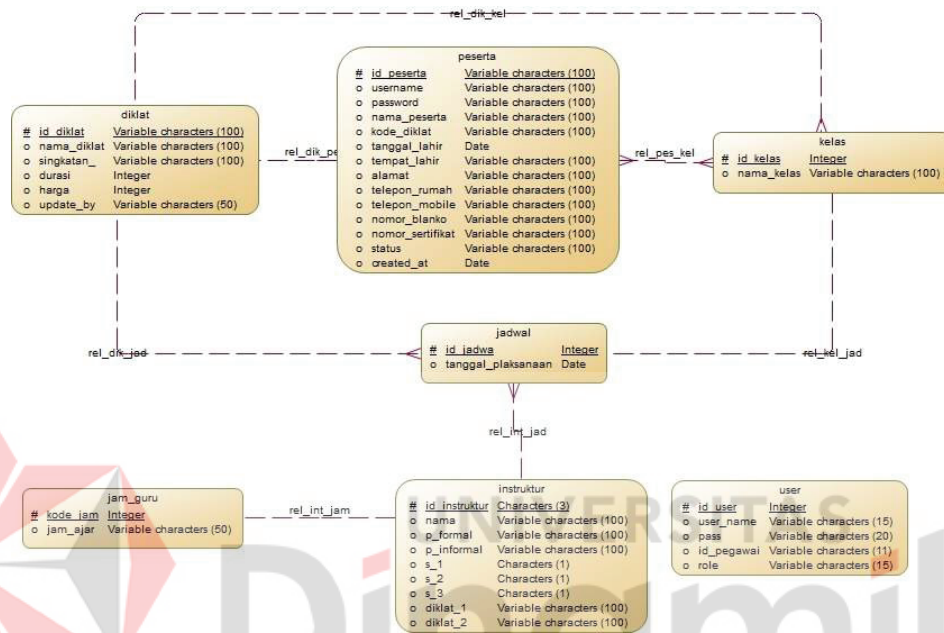 rel_dik_kel
peserta
# id_peserta Variable characters (100)
o username Variable characters (100)
o password Variable characters (100)
o nama_peserta Variable characters (100)
o kode_diklat Variable characters (100)
o tanggal_lahir Date
o tempat_lahir Variable characters (100)
o alamat Variable characters (100)
o telepon_rumah Variable characters (100)
o telepon_mobile Variable characters (100)
o nomor_blanko Variable characters (100)
o nomor_sertifikat Variable characters (100)
o status Variable characters (100)
o created_at Date
diklat
# id_diklat Variable characters (100)
o nama_diklat Variable characters (100)
o singkatan_ Variable characters (100)
o durasi Integer
o harga Integer
o update_by Variable characters (50)
rel_dik_pe
rel_pes_kel
kelas
# id_kelas Integer
o nama_kelas Variable characters (100)
jadwal
# id_jadwa Integer
o tanggal_plaksanaan Date
rel_dik_jad
rel_kel_jad
rel_int_jad
jam_guru
# kode_jam Integer
o jam_ajar Variable characters (50)
rel_int_jam
instruktur
# id_instruktur Characters (3)
o nama Variable characters (100)
o p_formal Variable characters (100)
o p_informal Variable characters (100)
o s_1 Characters (1)
o s_2 Characters (1)
o s_3 Characters (1)
o diklat_1 Variable characters (100)
o diklat_2 Variable characters (100)
user
# id_user Integer
o user_name Variable characters (15)
o pass Variable characters (20)
o id_pegawai Variable characters (11)
o role Variable characters (15)
UNIVERSITAS
Dinamik